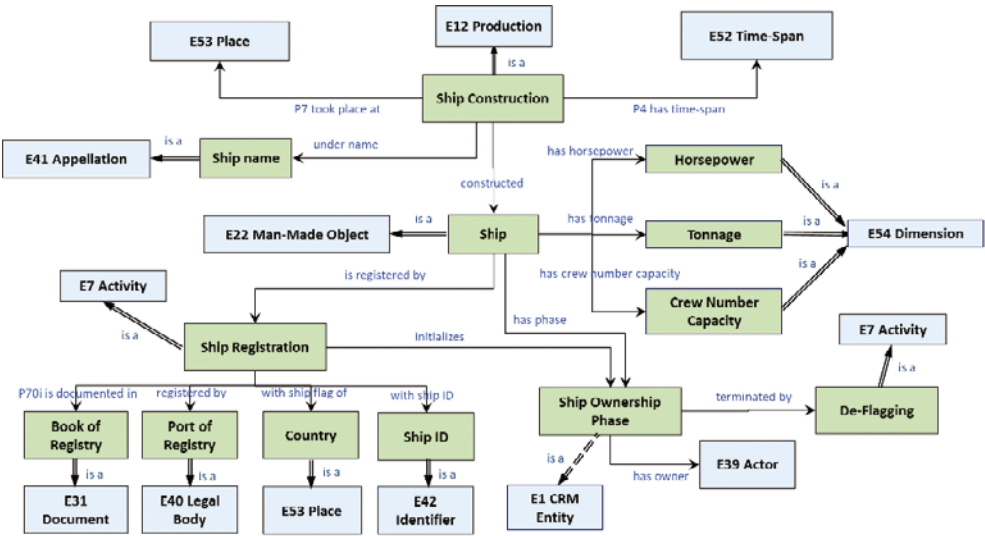 E12 Production
E53 Place
E52 Time-Span
is a
Ship Construction
P7 took place at
P4 has time-span
is a
under name
has horsepower
E41 Appellation
Ship name
Horsepower
constructed
is a
has tonnage
is a
E22 Man-Made Object
is a
Ship
Tonnage
E54 Dimension
is registered by
has crew number capacity
is a
E7 Activity
Crew Number
Capacity
has phase
is a
initializes
E7 Activity
Ship Registration
is a
P70i is documented in
registered by
with ship flag of
with ship ID
Ship Ownership
Phase
terminated by
De-Flagging
Book of
Registry
Port of
Registry
Country
Ship ID
is a
has owner
E39 Actor
is a
is a
is a
is a
E31
Document
E40 Legal
Body
E53 Place
E42
Identifier
E1 CRM
Entity